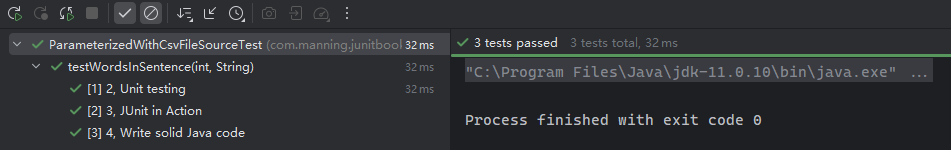 ParameterizedWithCsvFileSourceTest (com.manning.junitbool 32 ms
testWordsInSentence(int, String) 32 ms
[1] 2, Unit testing 32 ms
[2] 3, JUnit in Action
[3] 4, Write solid Java code
3 tests passed 3 tests total, 32 ms
"C:\Program Files\Java\jdk-11.0.10\bin\java.exe" ...
Process finished with exit code 0